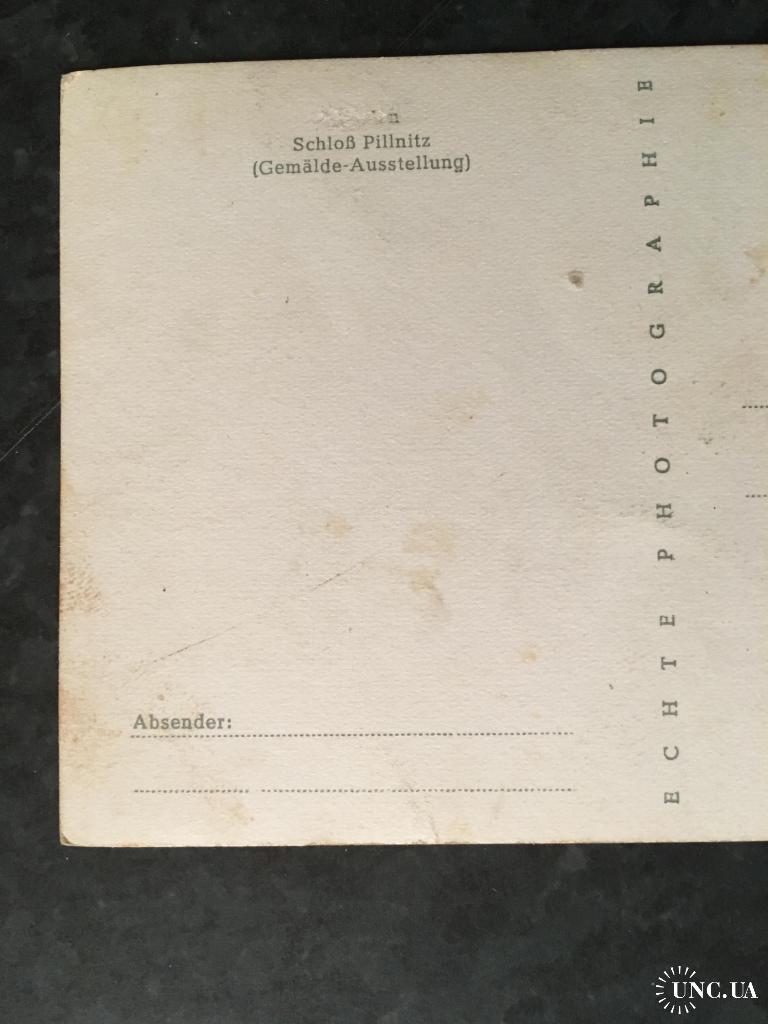 Schloß Pillnitz
(Gemälde-Ausstellung)
Absender:
ECHTE PHOTOGRAPHIE
UNC.UA